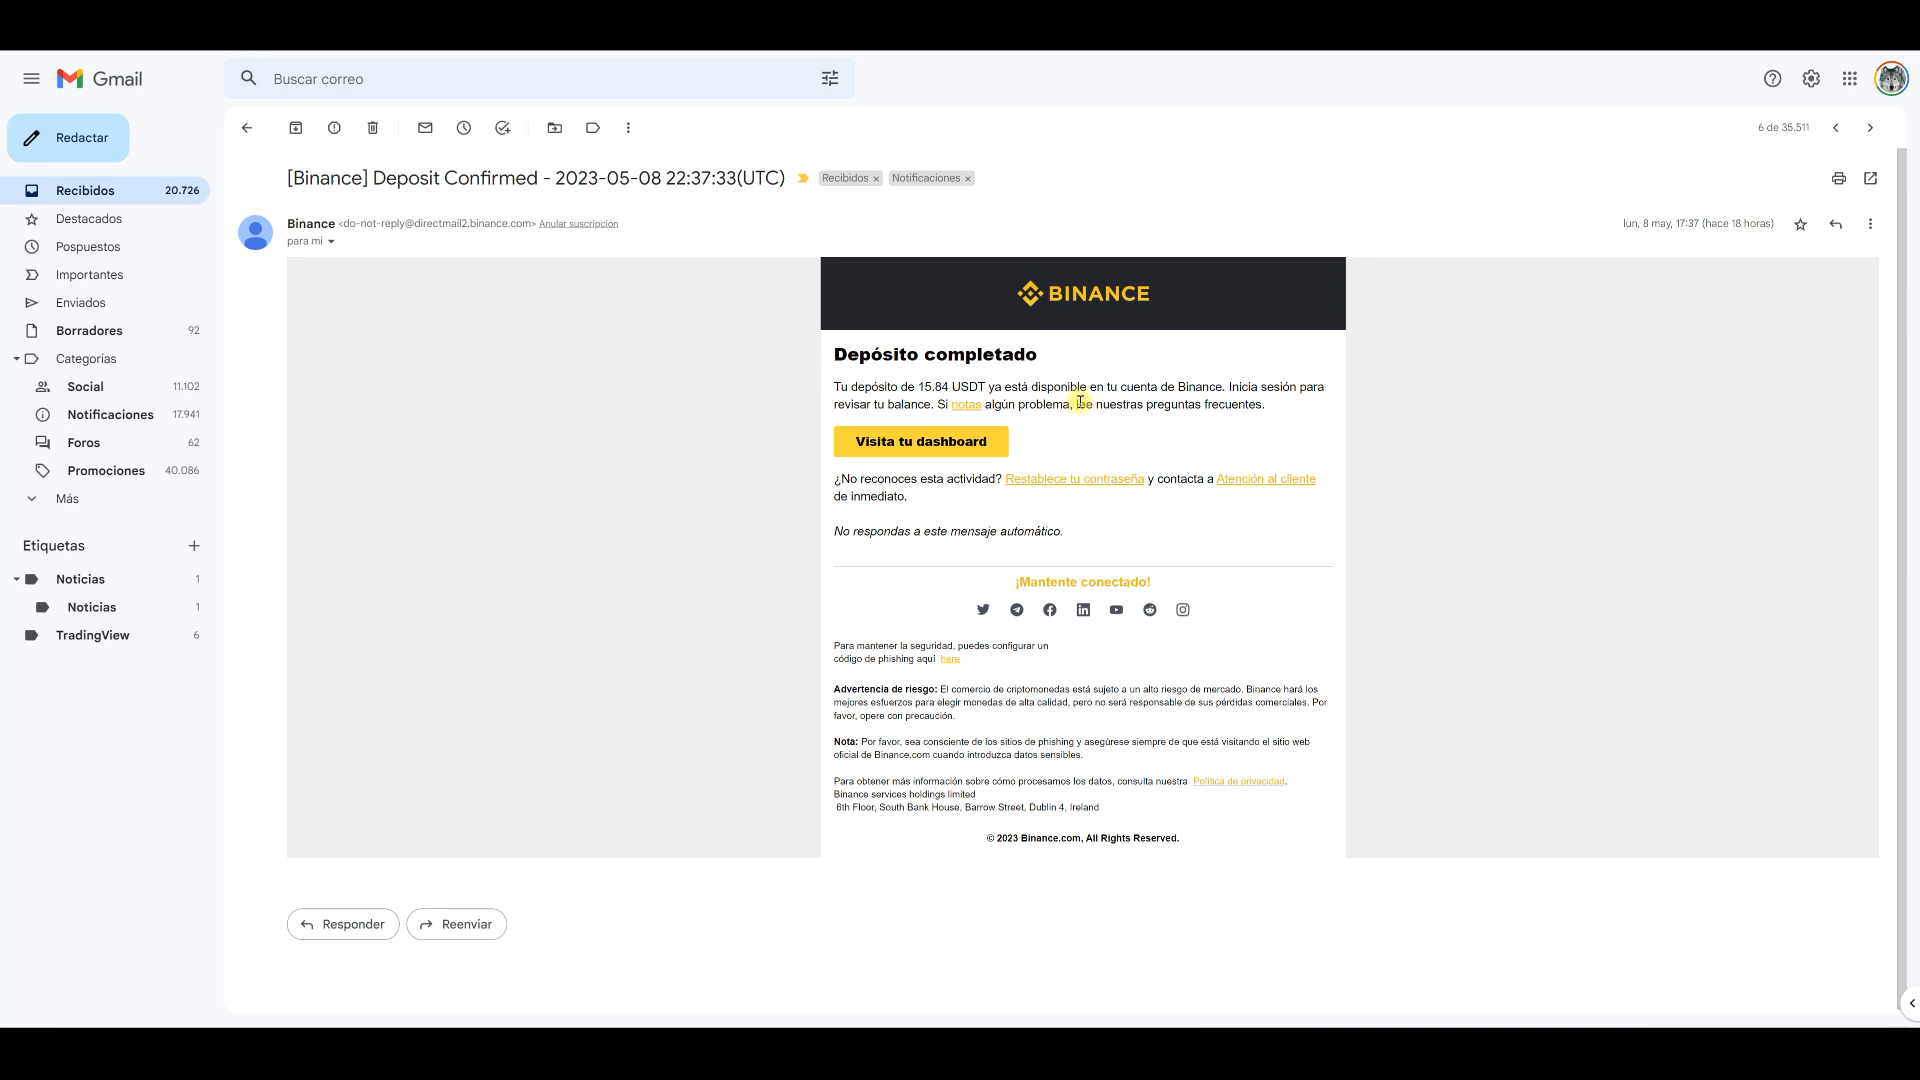 Gmail
Buscar correo
Redactar
6 de 35.511
Recibidos 20.726
Destacados
Pospuestos
Importantes
Enviados
Borradores 92
Categorías
Social 11.102
Notificaciones 17.941
Foros 62
Promociones 40.086
Más
Etiquetas
Noticias 1
Noticias 1
TradingView 6
[Binance] Deposit Confirmed - 2023-05-08 22:37:33(UTC) Recibidos × Notificaciones ×
Binance <do-not-reply@directmail2.binance.com> Anular suscripción
lun, 8 may, 17:37 (hace 18 horas)
para mí
BINANCE
Depósito completado
Tu depósito de 15.84 USDT ya está disponible en tu cuenta de Binance. Inicia sesión para
revisar tu balance. Si notas algún problema, lee nuestras preguntas frecuentes.
Visita tu dashboard
¿No reconoces esta actividad? Restablece tu contraseña y contacta a Atención al cliente
de inmediato.
No respondas a este mensaje automático.
¡Mantente conectado!
Para mantener la seguridad, puedes configurar un
código de phishing aquí here
Advertencia de riesgo: El comercio de criptomonedas está sujeto a un alto riesgo de mercado. Binance hará los
mejores esfuerzos para elegir monedas de alta calidad, pero no será responsable de sus pérdidas comerciales. Por
favor, opere con precaución.
Nota: Por favor, sea consciente de los sitios de phishing y asegúrese siempre de que está visitando el sitio web
oficial de Binance.com cuando introduzca datos sensibles.
Para obtener más información sobre cómo procesamos los datos, consulta nuestra Política de privacidad.
Binance services holdings limited
6th Floor, South Bank House, Barrow Street, Dublin 4, Ireland
© 2023 Binance.com, All Rights Reserved.
Responder
Reenviar